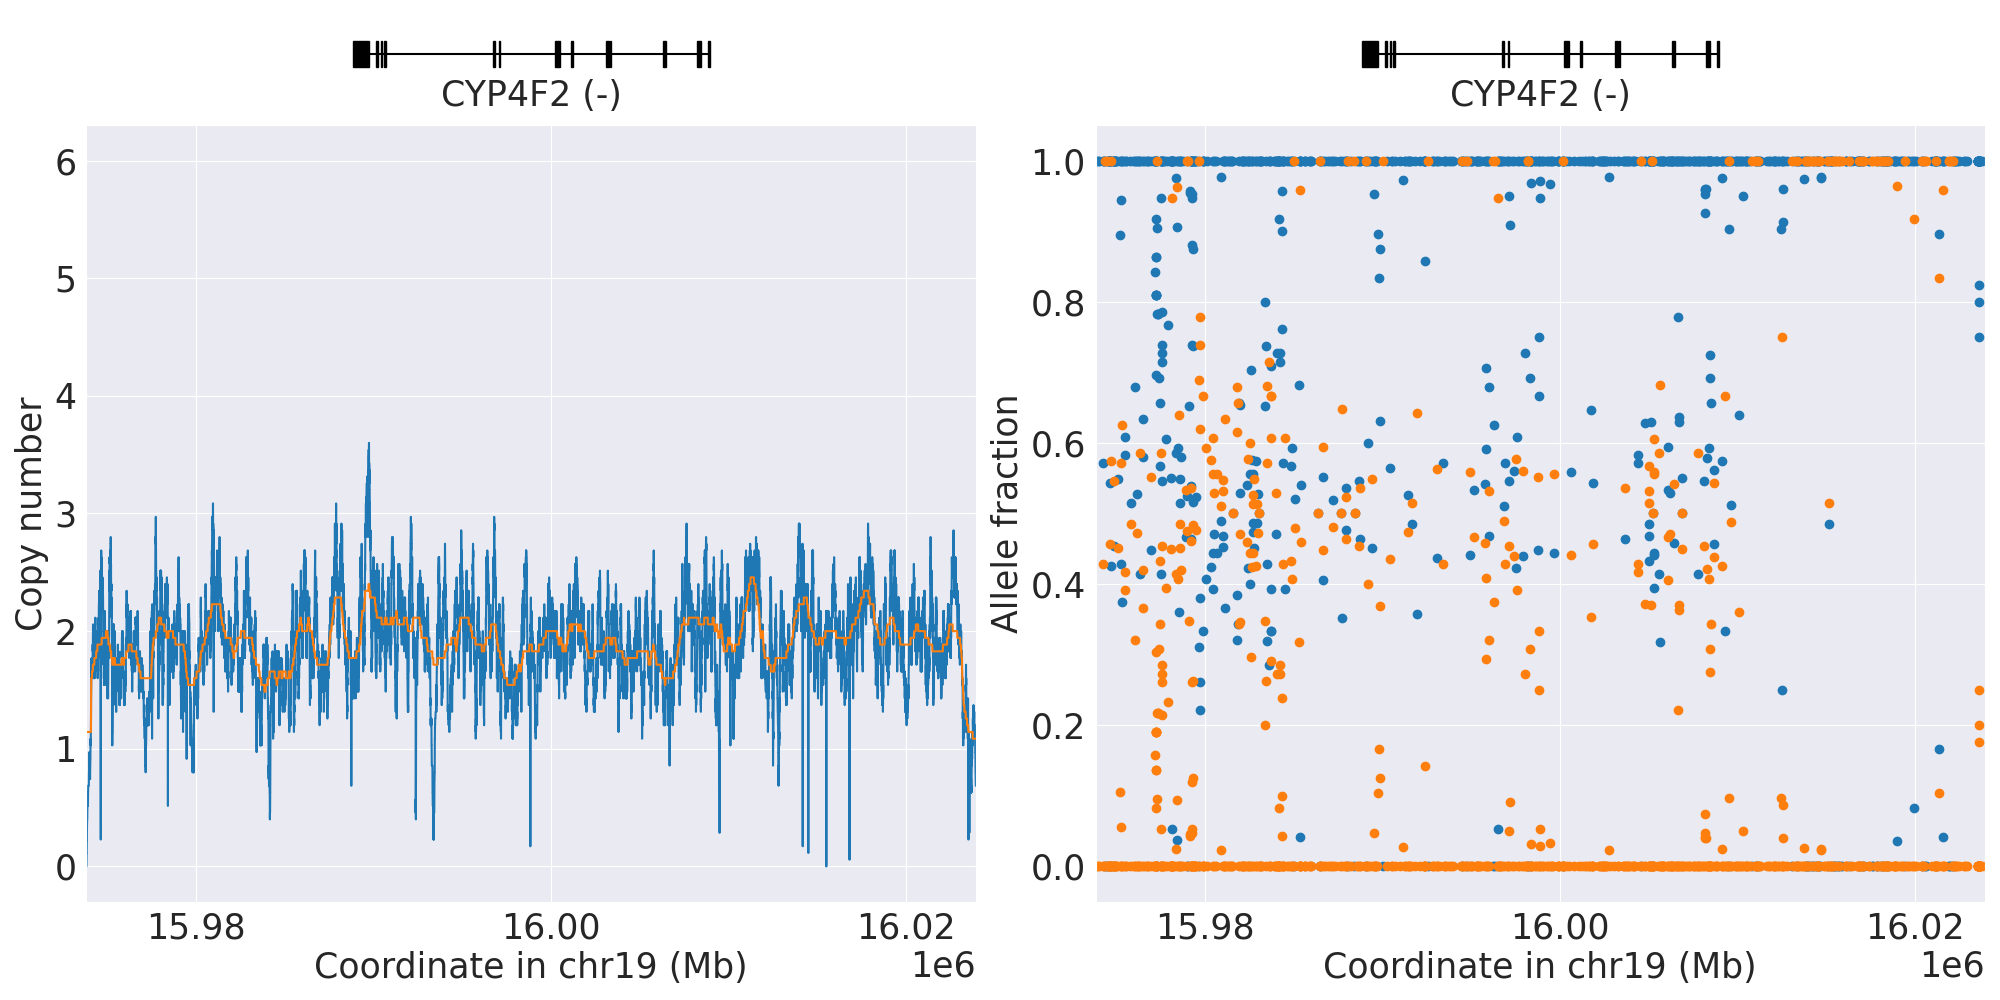 CYP4F2 (-)
Copy number
6
5
4
3
2
1
0
15.98
16.00
16.02
Coordinate in chr19 (Mb)
1e6
CYP4F2 (-)
Allele fraction
1.0
0.8
0.6
0.4
0.2
0.0
15.98
16.00
16.02
Coordinate in chr19 (Mb)
1e6